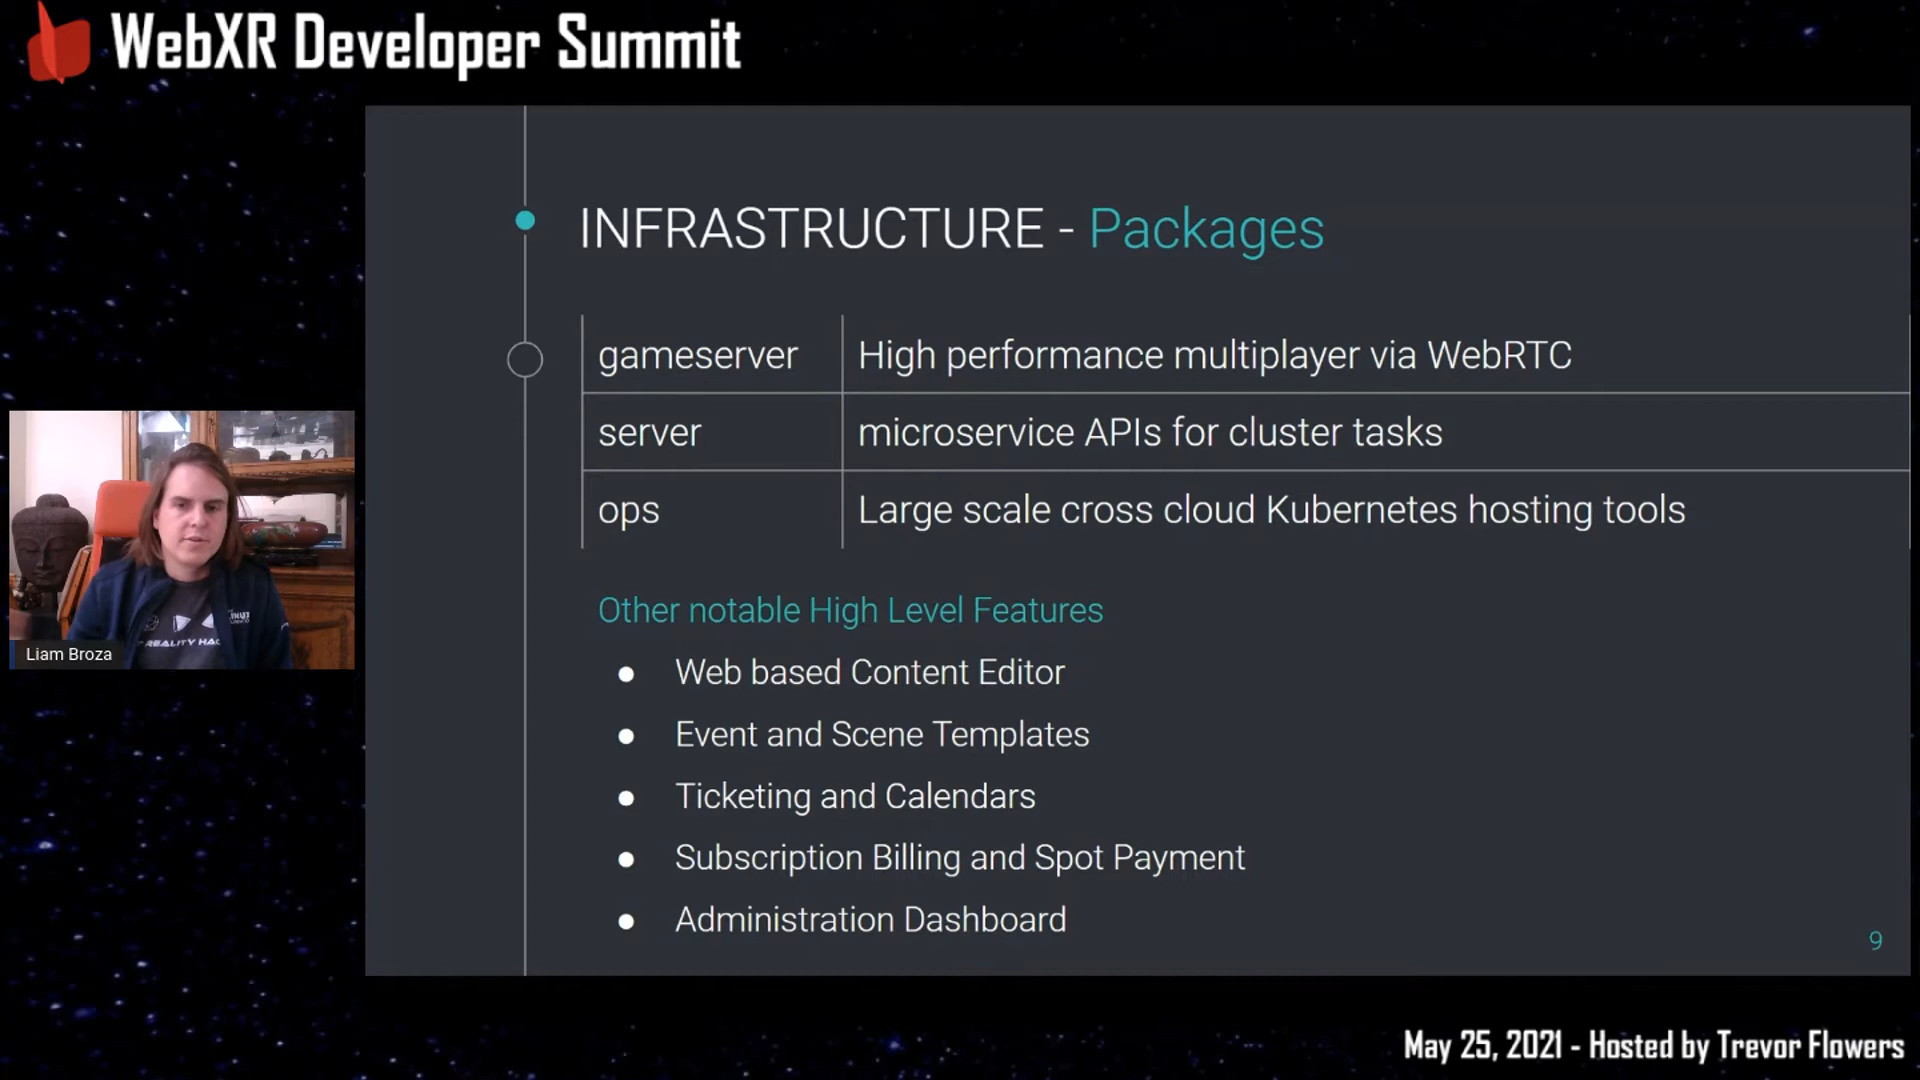 WebXR Developer Summit
INFRASTRUCTURE - Packages
gameserver High performance multiplayer via WebRTC
server microservice APIs for cluster tasks
ops Large scale cross cloud Kubernetes hosting tools
Other notable High Level Features
● Web based Content Editor
● Event and Scene Templates
● Ticketing and Calendars
● Subscription Billing and Spot Payment
● Administration Dashboard
9
REALITY HAC
Liam Broza
May 25, 2021 - Hosted by Trevor Flowers